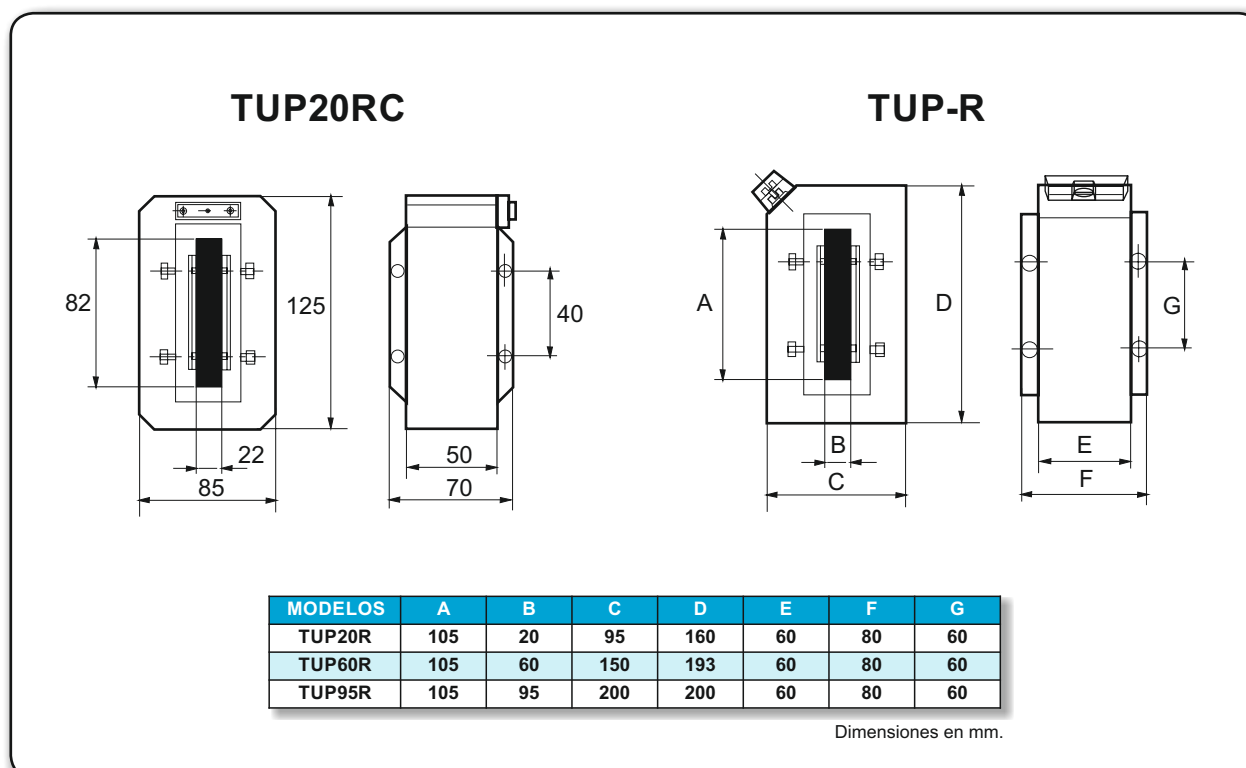 TUP20RC
TUP-R
82
125
22
85
40
50
70
A
D
B
C
G
E
F
MODELOS A B C D E F G
TUP20R 105 20 95 160 60 80 60
TUP60R 105 60 150 193 60 80 60
TUP95R 105 95 200 200 60 80 60
Dimensiones en mm.